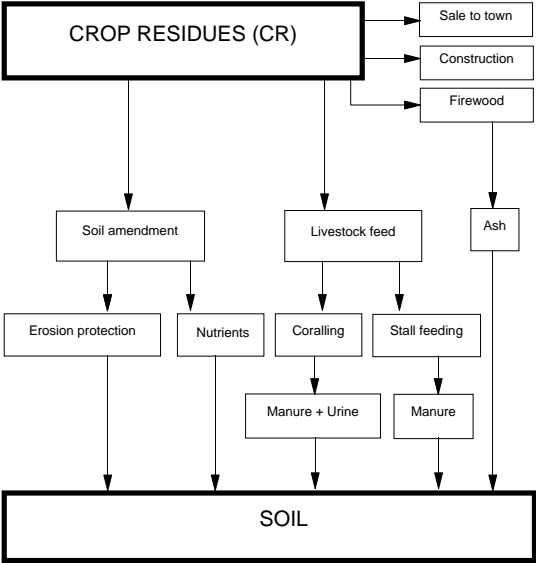 CROP RESIDUES (CR)
Sale to town
Construction
Firewood
Soil amendment
Livestock feed
Ash
Erosion protection
Nutrients
Coralling
Stall feeding
Manure + Urine
Manure
SOIL